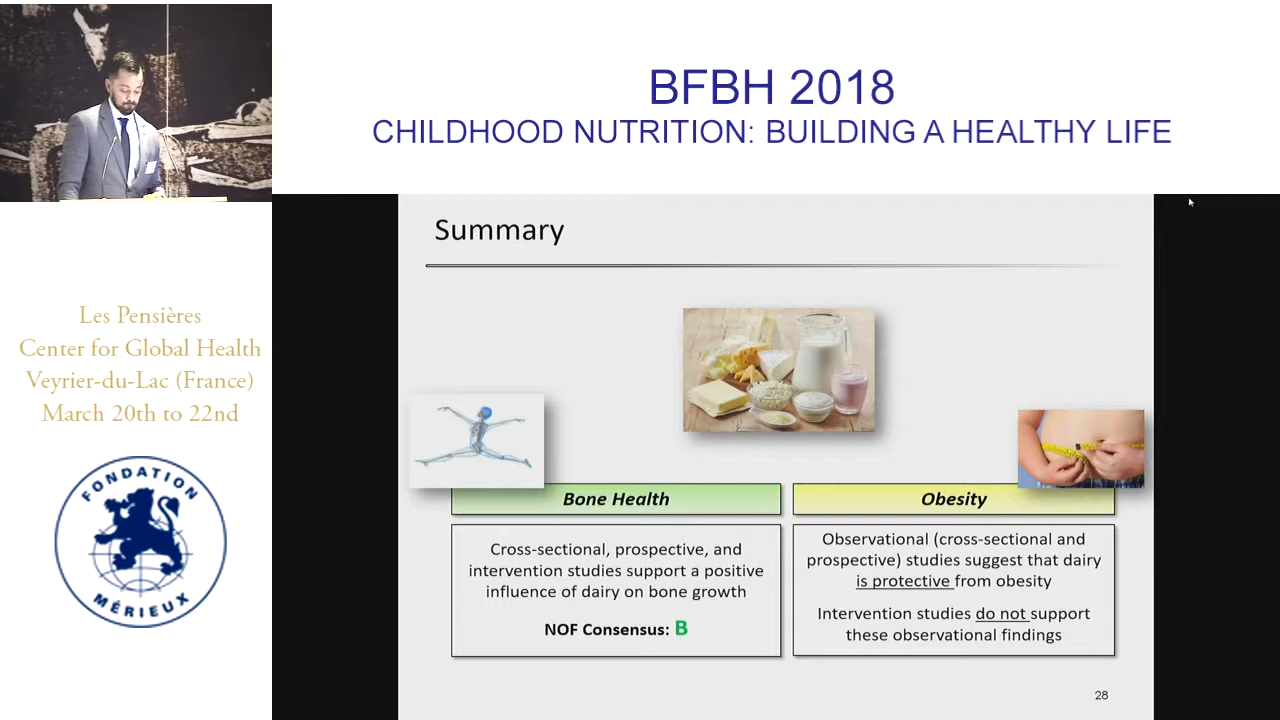 BFBH 2018
CHILDHOOD NUTRITION: BUILDING A HEALTHY LIFE
Les Pensières
Center for Global Health
Veyrier-du-Lac (France)
March 20th to 22nd
FONDATION
MÉRIEUX
Summary
Bone Health
Cross-sectional, prospective, and
intervention studies support a positive
influence of dairy on bone growth
NOF Consensus: B
Obesity
Observational (cross-sectional and
prospective) studies suggest that dairy
is protective from obesity
Intervention studies do not support
these observational findings
28